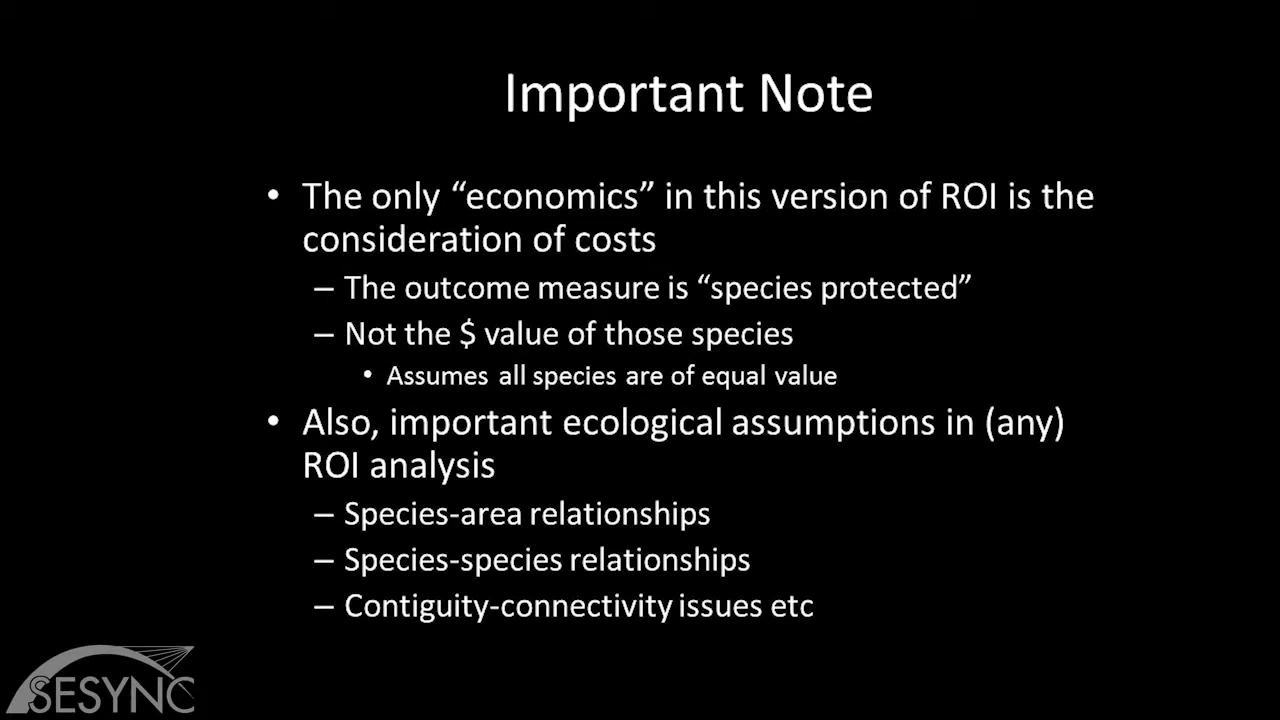 Important Note
• The only “economics” in this version of ROI is the
consideration of costs
– The outcome measure is “species protected”
– Not the $ value of those species
• Assumes all species are of equal value
• Also, important ecological assumptions in (any)
ROI analysis
– Species-area relationships
– Species-species relationships
– Contiguity-connectivity issues etc
SESYNC